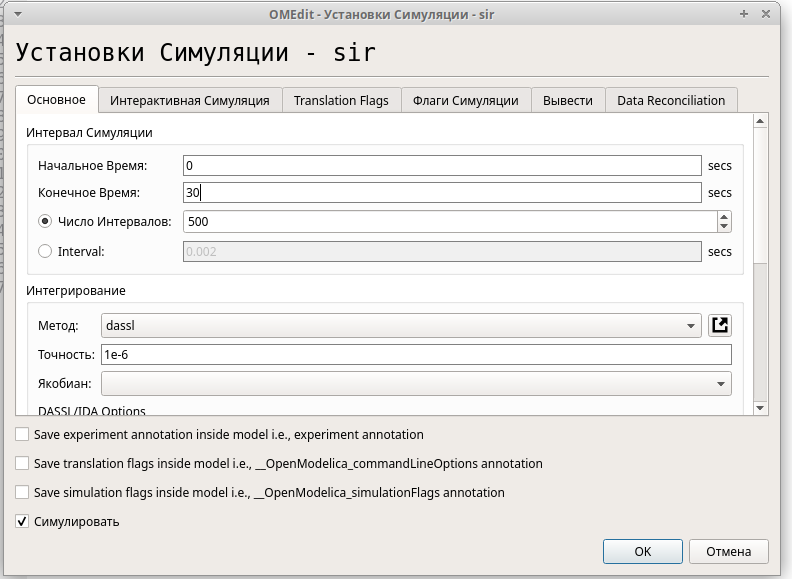 OMEdit - Установки Симуляции - sir
Установки Симуляции - sir
Основное Интерактивная Симуляция Translation Flags Флаги Симуляции Вывести Data Reconciliation
Интервал Симуляции
Начальное Время: 0 secs
Конечное Время: 30 secs
Число Интервалов: 500
Interval: 0.002 secs
Интегрирование
Метод: dassl
Точность: 1e-6
Якобиан:
DASSL/IDA Options
Save experiment annotation inside model i.e., experiment annotation
Save translation flags inside model i.e., __OpenModelica_commandLineOptions annotation
Save simulation flags inside model i.e., __OpenModelica_simulationFlags annotation
Симулировать
OK Отмена